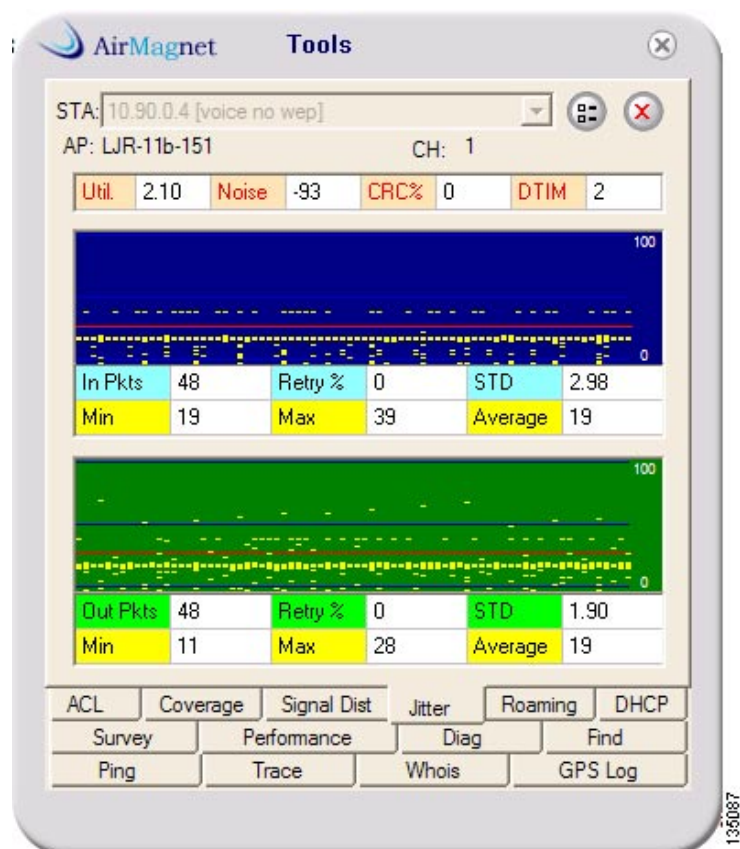 AirMagnet Tools
STA: 10.90.0.4 [voice no wep]
AP: LJR-11b-151 CH: 1
Util. 2.10 Noise -93 CRC% 0 DTIM 2
100
0
In Pkts 48 Retry % 0 STD 2.98
Min 19 Max 39 Average 19
100
0
Out Pkts 48 Retry % 0 STD 1.90
Min 11 Max 28 Average 19
ACL Coverage Signal Dist Jitter Roaming DHCP
Survey Performance Diag Find
Ping Trace Whois GPS Log
135087